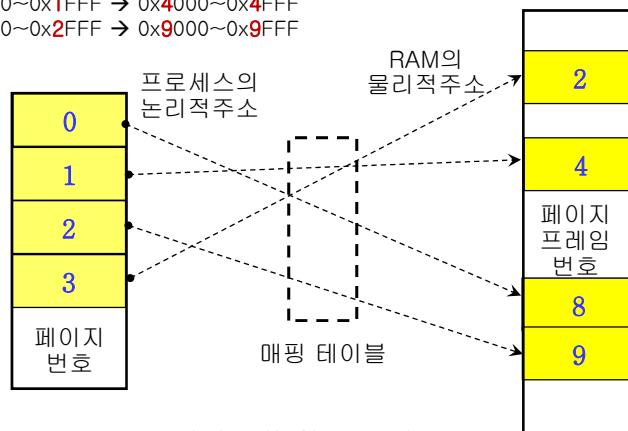 0~0x1FFF → 0x4000~0x4FFF
0~0x2FFF → 0x9000~0x9FFF
프로세스의
논리적주소
RAM의
물리적주소
0
1
2
3
페이지
번호
매핑 테이블
2
4
페이지
프레임
번호
8
9